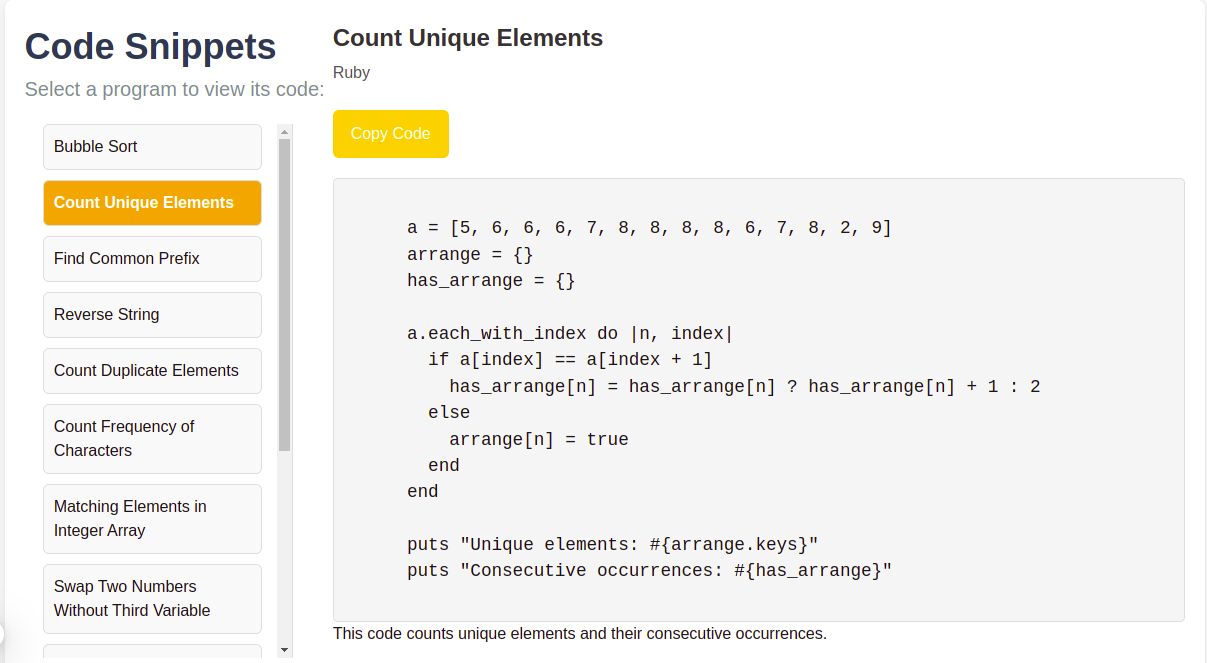 Code Snippets
Select a program to view its code:
Bubble Sort
Count Unique Elements
Find Common Prefix
Reverse String
Count Duplicate Elements
Count Frequency of
Characters
Matching Elements in
Integer Array
Swap Two Numbers
Without Third Variable
Count Unique Elements
Ruby
Copy Code
a = [5, 6, 6, 6, 7, 8, 8, 8, 8, 6, 7, 8, 2, 9]
arrange = {}
has_arrange = {}

a.each_with_index do |n, index|
  if a[index] == a[index + 1]
    has_arrange[n] = has_arrange[n] ? has_arrange[n] + 1 : 2
  else
    arrange[n] = true
  end
end

puts "Unique elements: #{arrange.keys}"
puts "Consecutive occurrences: #{has_arrange}"
This code counts unique elements and their consecutive occurrences.